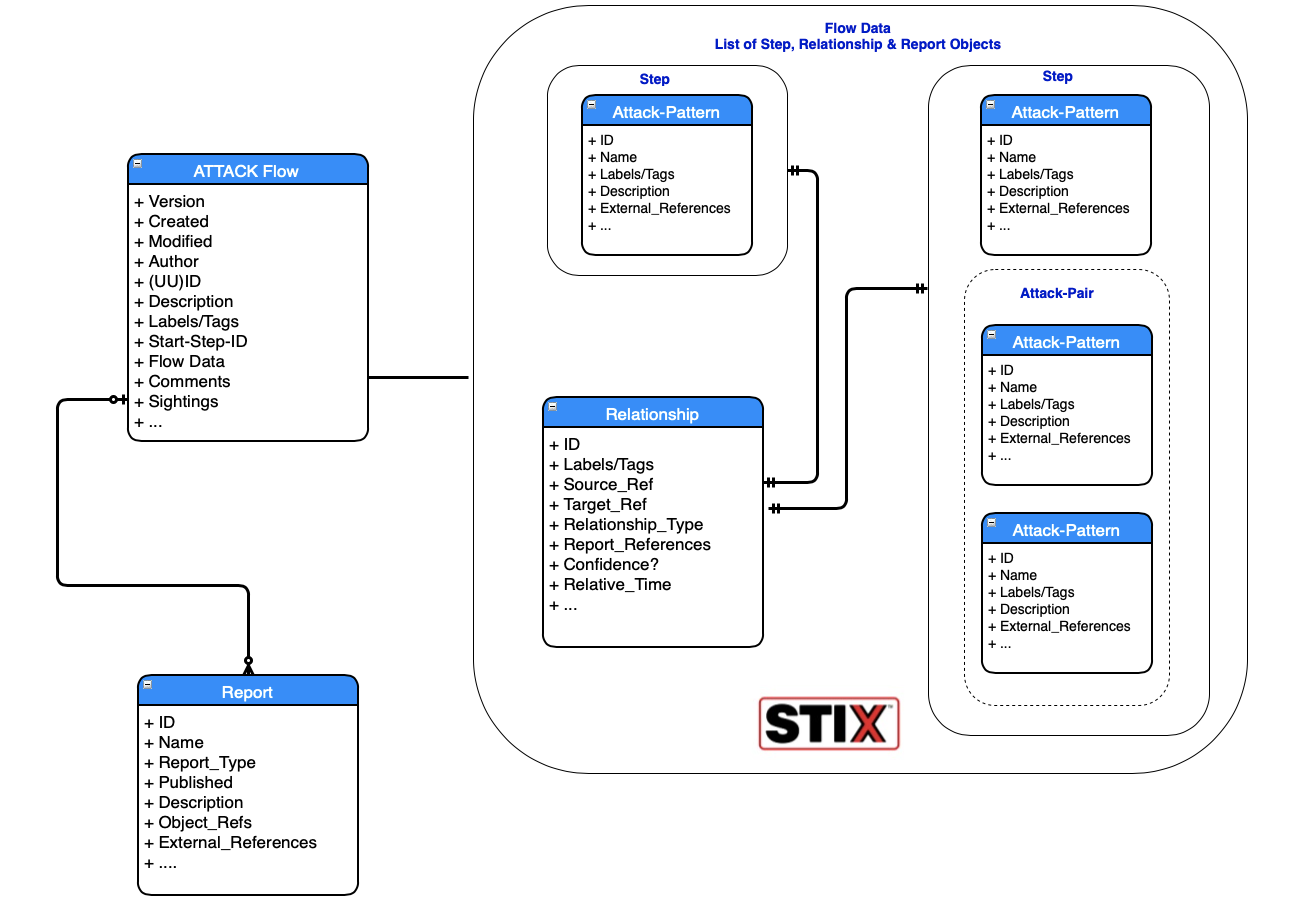 Flow Data
List of Step, Relationship & Report Objects
Step
Attack-Pattern
+ ID
+ Name
+ Labels/Tags
+ Description
+ External_References
+ ...
Step
Attack-Pattern
+ ID
+ Name
+ Labels/Tags
+ Description
+ External_References
+ ...
ATTACK Flow
+ Version
+ Created
+ Modified
+ Author
+ (UU)ID
+ Description
+ Labels/Tags
+ Start-Step-ID
+ Flow Data
+ Comments
+ Sightings
+ ...
Attack-Pair
Attack-Pattern
+ ID
+ Name
+ Labels/Tags
+ Description
+ External_References
+ ...
Relationship
+ ID
+ Labels/Tags
+ Source_Ref
+ Target_Ref
+ Relationship_Type
+ Report_References
+ Confidence?
+ Relative_Time
+ ...
Attack-Pattern
+ ID
+ Name
+ Labels/Tags
+ Description
+ External_References
+ ...
Report
+ ID
+ Name
+ Report_Type
+ Published
+ Description
+ Object_Refs
+ External_References
+ ....
STIX™